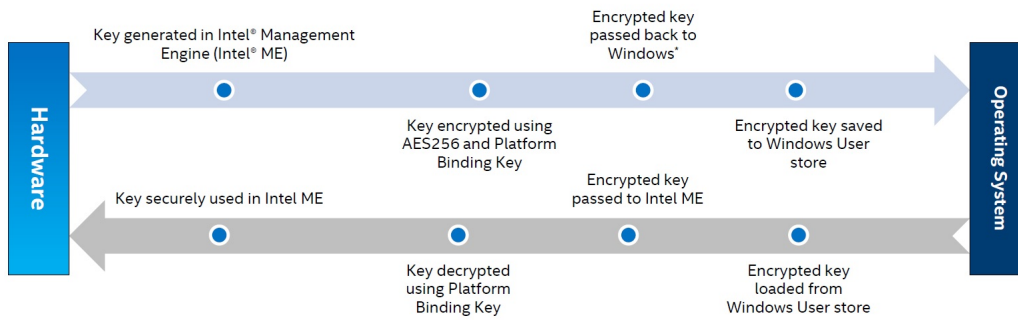 Hardware
Key generated in Intel® Management
Engine (Intel® ME)
Key encrypted using
AES256 and Platform
Binding Key
Encrypted key
passed back to
Windows*
Encrypted key saved
to Windows User
store
Operating System
Encrypted key
loaded from
Windows User store
Encrypted key
passed to Intel ME
Key decrypted
using Platform
Binding Key
Key securely used in Intel ME